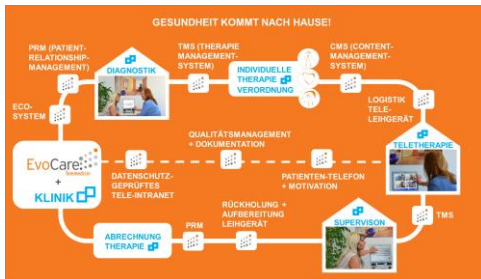 GESUNDHEIT KOMMT NACH HAUSE!
PRM (PATIENT-
RELATIONSHIP-
MANAGEMENT)
DIAGNOSTIK
TMS (THERAPIE
MANAGEMENT-
SYSTEM)
INDIVIDUELLE
THERAPIE
VERORDNUNG
CMS (CONTENT-
MANAGEMENT-
SYSTEM)
ECO-
SYSTEM
LOGISTIK
TELE-
LEIHGERÄT
QUALITÄTSMANAGEMENT
+ DOKUMENTATION
TELETHERAPIE
EvoCare
Telemedizin
+
KLINIK
DATENSCHUTZ-
GEPRÜFTES
TELE-INTRANET
PATIENTEN-TELEFON
+ MOTIVATION
RÜCKHOLUNG +
AUFBEREITUNG
LEIHGERÄT
SUPERVISON
TMS
ABRECHNUNG
THERAPIE
PRM